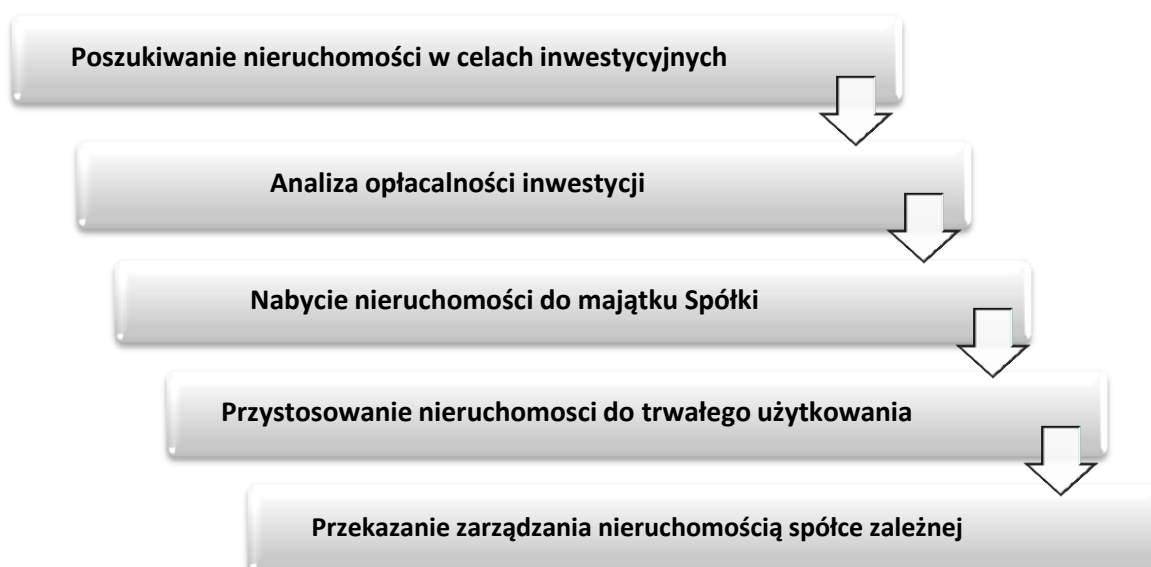 Poszukiwanie nieruchomości w celach inwestycyjnych
Analiza opłacalności inwestycji
Nabycie nieruchomości do majątku Spółki
Przystosowanie nieruchomosci do trwałego użytkowania
Przekazanie zarządzania nieruchomością spółce zależnej